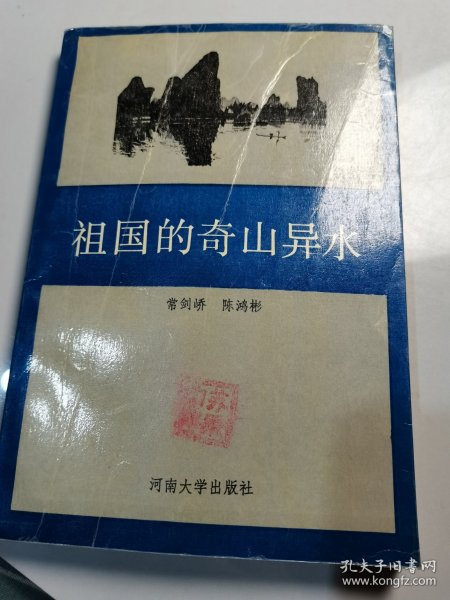 祖国的奇山异水
常剑峤 陈鸿彬
河南大学出版社
孔夫子旧书网
www.kongfz.com